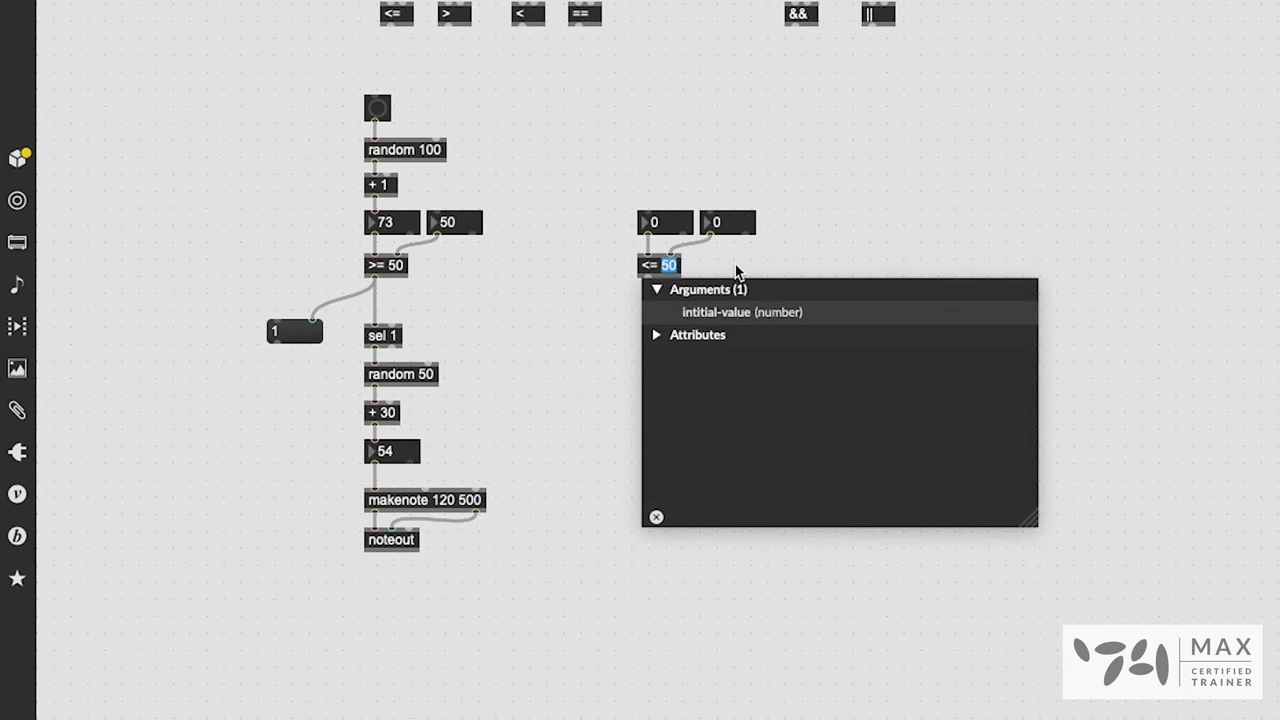 <= > < == && ||
random 100
+ 1
73 50 0 0
>= 50 <= 50
Arguments (1)
intitial-value (number)
1 sel 1 Attributes
random 50
+ 30
54
makenote 120 500
noteout
MAX
CERTIFIED
TRAINER